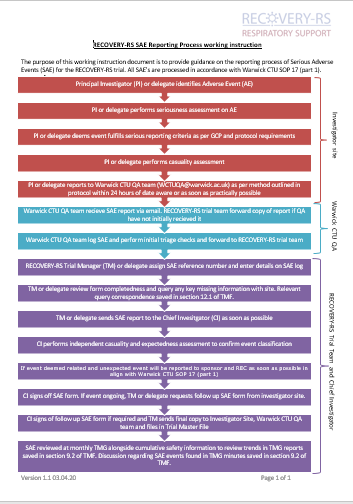 RECOVERY-RS
RESPIRATORY SUPPORT
RECOVERY-RS SAE Reporting Process working instruction
The purpose of this working instruction document is to provide guidance on the reporting process of Serious Adverse
Events (SAE) for the RECOVERY-RS trial. All SAE's are processed in accordance with Warwick CTU SOP 17 (part 1).
Principal Investigator (PI) or delegate identifies Adverse Event (AE)
PI or delegate performs seriousness assessment on AE
PI or delegate deems event fulfills serious reporting criteria as per GCP and protocol requirements
PI or delegate performs casuality assessment
PI or delegate reports to Warwick CTU QA team (WCTUQA@warwick.ac.uk) as per method outlined in
protocol within 24 hours of date aware or as soon as practically possible
Investigator site
Warwick CTU QA team recieve SAE report via email. RECOVERY-RS trial team forward copy of report if QA
have not initially recieved it
Warwick CTU QA team log SAE and perform initial triage checks and forward to RECOVERY-RS trial team
Warwick CTU QA
RECOVERY-RS Trial Manager (TM) or delegate assign SAE reference number and enter details on SAE log
TM or delegate review form completedness and query any key missing information with site. Relevant
query correspondence saved in section 12.1 of TMF.
TM or delegate sends SAE report to the Chief Investigator (CI) as soon as possible
CI performs independent casuality and expectedness assessment to confirm event classification
If event deemed related and unexpected event will be reported to sponsor and REC as soon as possible in
align with Warwick CTU SOP 17 (part 1)
CI signs off SAE form. If event ongoing, TM or delegate requests follow up SAE form from investigator site.
CI signs of follow up SAE form if required and TM sends final copy to Investigator Site, Warwick CTU QA
team and files in Trial Master File
SAE reviewed at monthly TMG alongside cumulative safety information to review trends in TMG reports
saved in section 9.2 of TMF. Discussion regarding SAE events found in TMG minutes saved in section 9.2 of
TMF.
RECOVERY-RS Trial Team and Chief Investigator
Version 1.1 03.04.20
Page 1 of 1